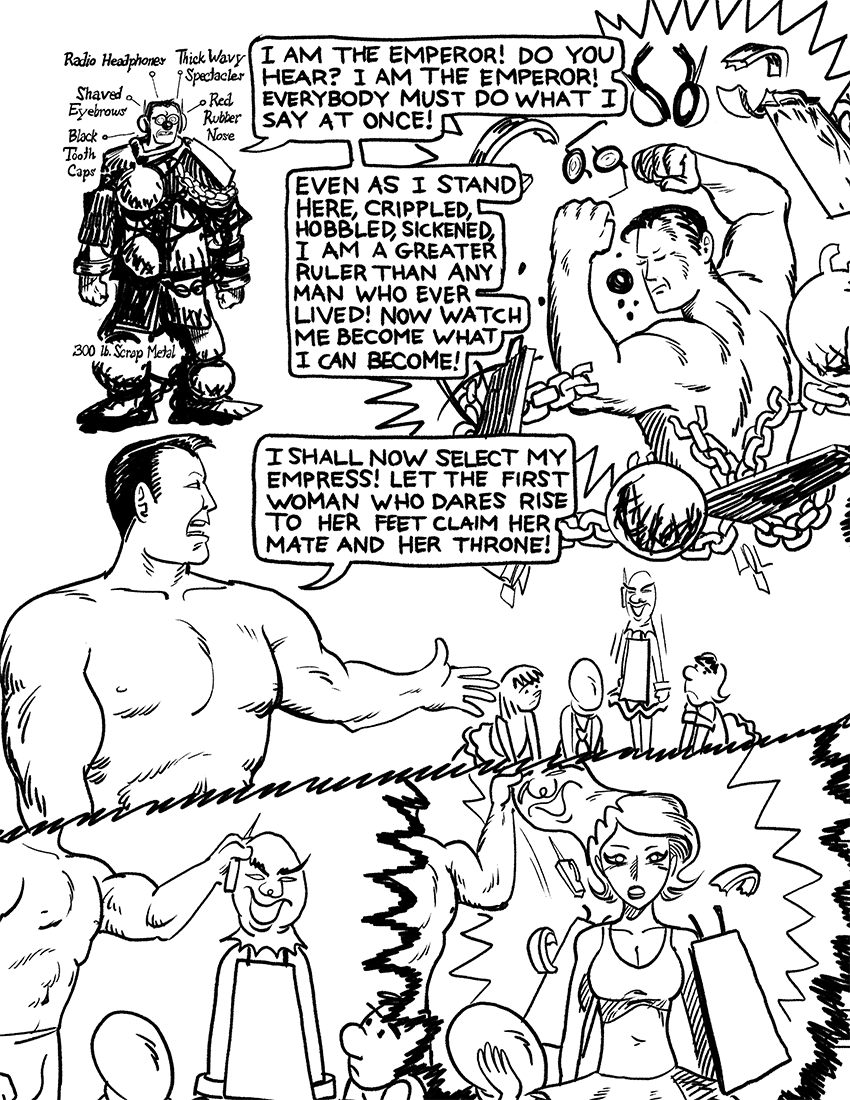 Radio Headphones
Thick Wavy
Spectacles
Shaved
Eyebrows
Red
Rubber
Nose
Black
Tooth
Caps
300 lb. Scrap Metal
I AM THE EMPEROR! DO YOU
HEAR? I AM THE EMPEROR!
EVERYBODY MUST DO WHAT I
SAY AT ONCE!
EVEN AS I STAND
HERE, CRIPPLED,
HOBBLED, SICKENED,
I AM A GREATER
RULER THAN ANY
MAN WHO EVER
LIVED! NOW WATCH
ME BECOME WHAT
I CAN BECOME!
I SHALL NOW SELECT MY
EMPRESS! LET THE FIRST
WOMAN WHO DARES RISE
TO HER FEET CLAIM HER
MATE AND HER THRONE!